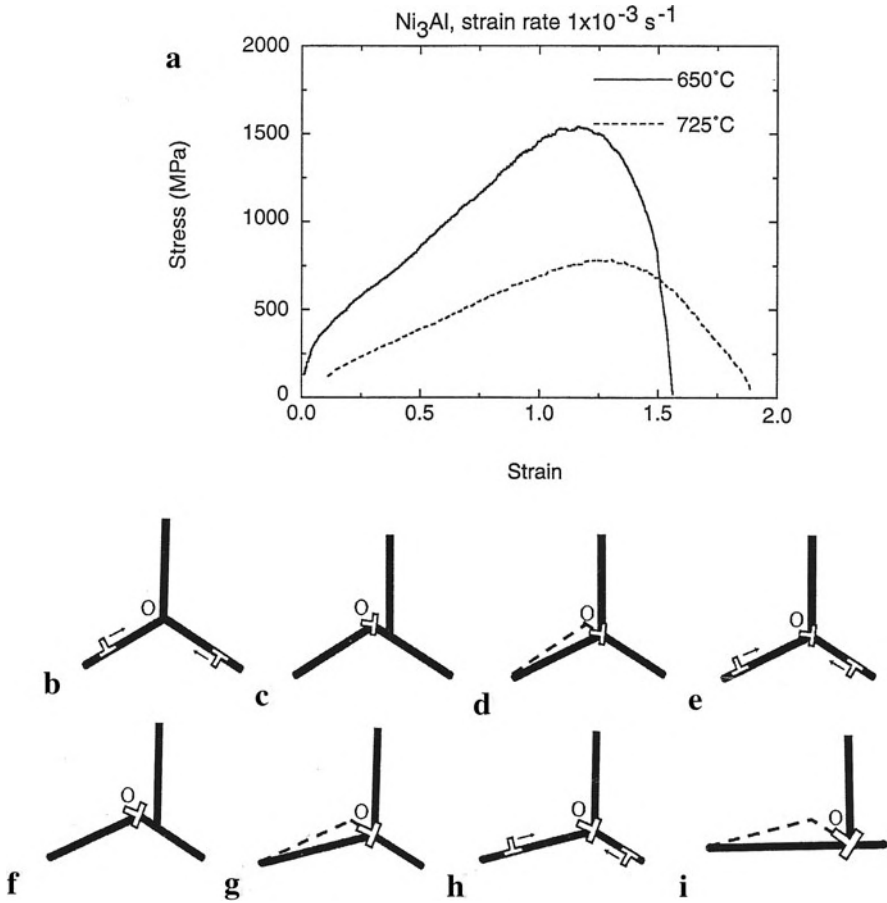 Ni₃Al, strain rate 1x10⁻³ s⁻¹
a
2000
1500
1000
500
0
Stress (MPa)
650°C
725°C
0.0 0.5 1.0 1.5 2.0
Strain
O O O O
b c d e
O O O O
f g h i